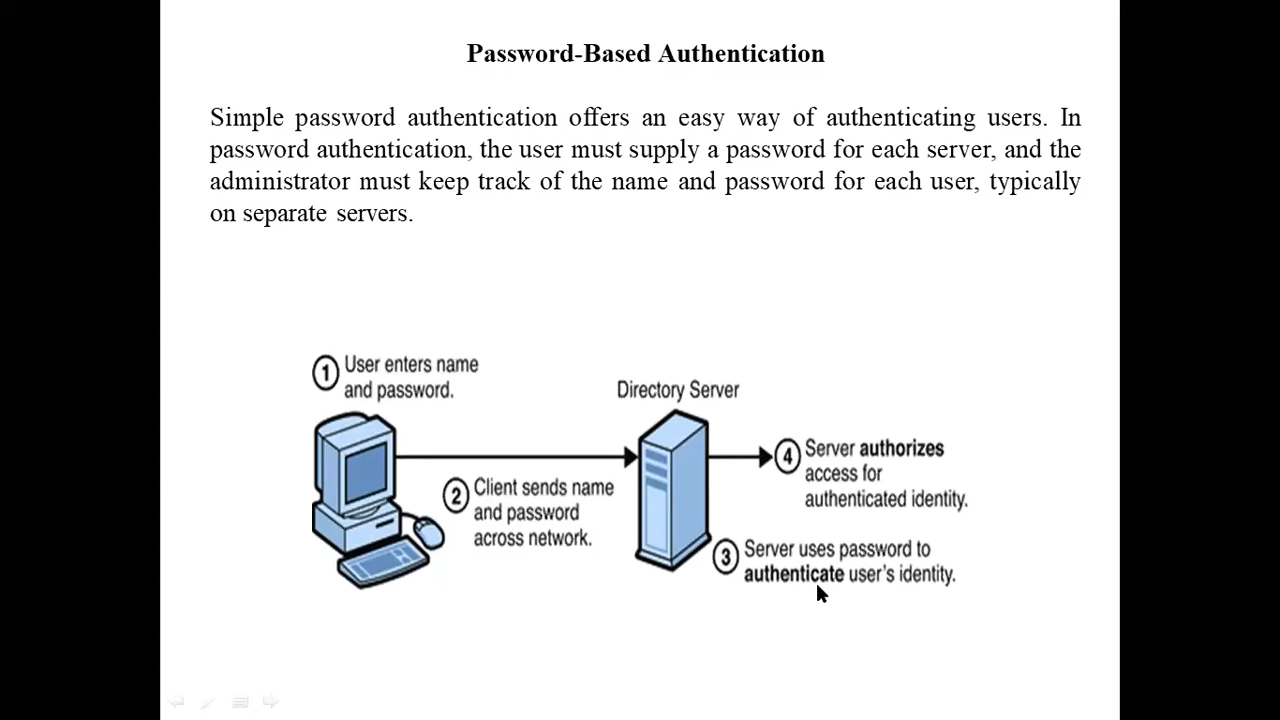 Password-Based Authentication
Simple password authentication offers an easy way of authenticating users. In
password authentication, the user must supply a password for each server, and the
administrator must keep track of the name and password for each user, typically
on separate servers.
1 User enters name
and password.
Directory Server
2 Client sends name
and password
across network.
4 Server authorizes
access for
authenticated identity.
3 Server uses password to
authenticate user's identity.